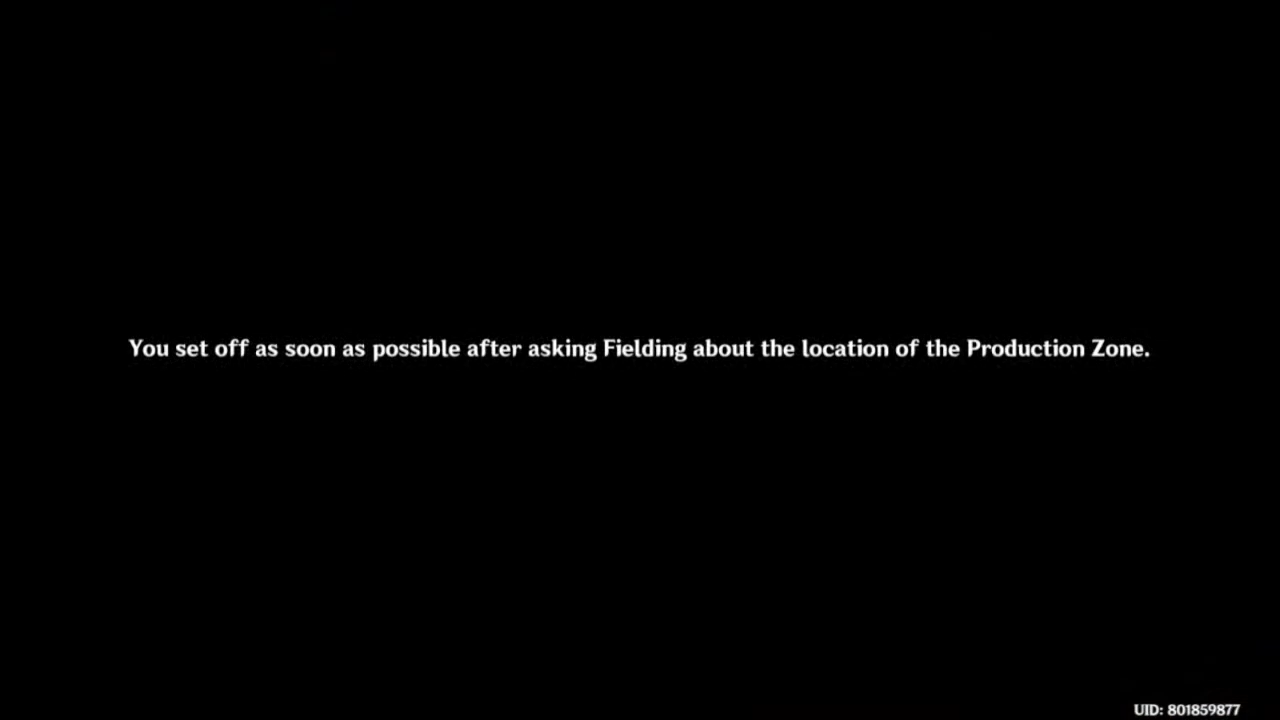 You set off as soon as possible after asking Fielding about the location of the Production Zone.
UID: 801859877